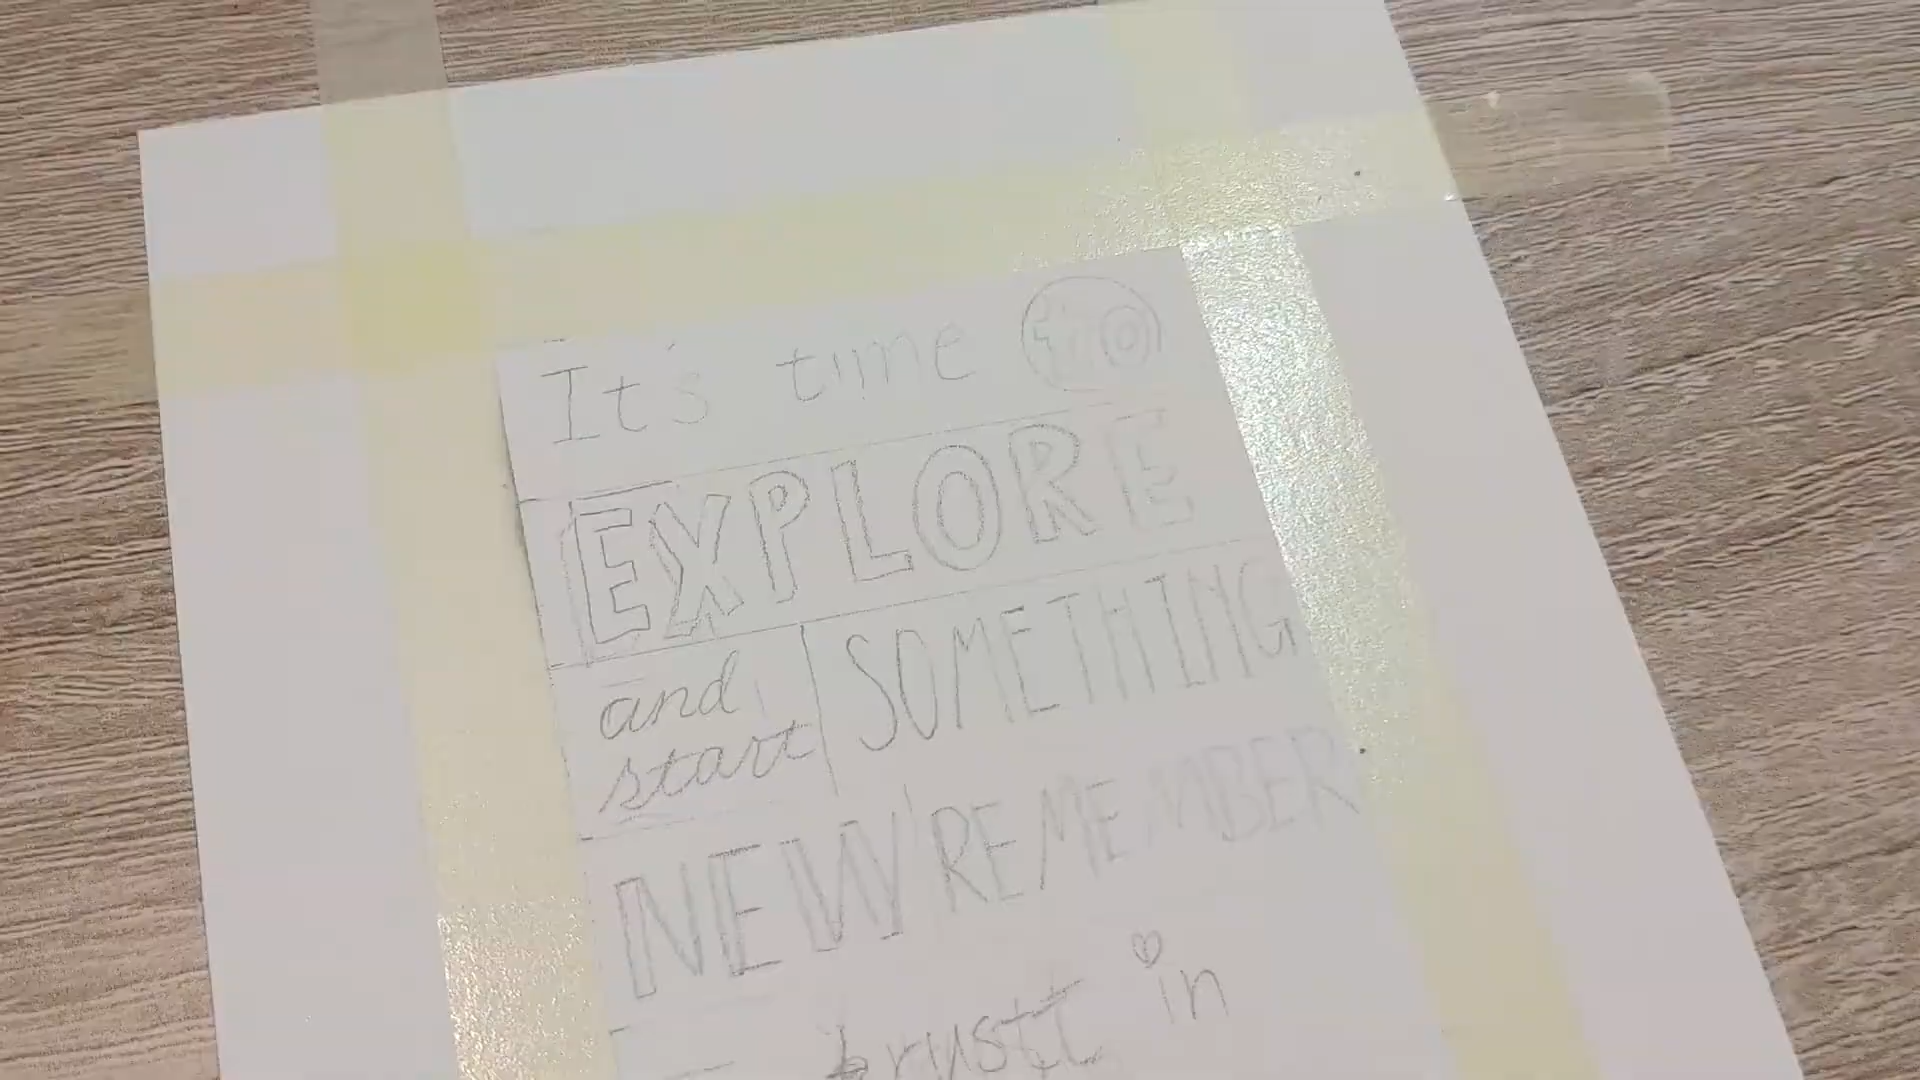 It's time to
EXPLORE
and start SOMETHING
NEW REMEMBER
trust in